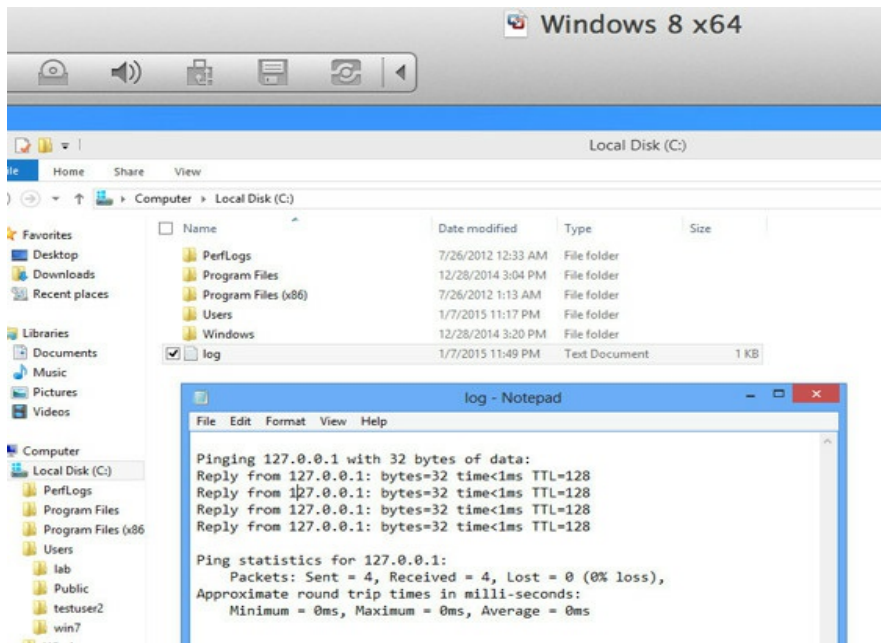 Windows 8 x64
Local Disk (C:)
Home Share View
Computer Local Disk (C:)
Name Date modified Type Size
Favorites
Desktop
Downloads
Recent places
Libraries
Documents
Music
Pictures
Videos
Computer
Local Disk (C:)
PerfLogs
Program Files
Program Files (x86
Users
lab
Public
testuser2
win7
PerfLogs 7/26/2012 12:33 AM File folder
Program Files 12/28/2014 3:04 PM File folder
Program Files (x86) 7/26/2012 1:13 AM File folder
Users 1/7/2015 11:17 PM File folder
Windows 12/28/2014 3:20 PM File folder
log 1/7/2015 11:49 PM Text Document 1 KB
log - Notepad
File Edit Format View Help
Pinging 127.0.0.1 with 32 bytes of data:
Reply from 127.0.0.1: bytes=32 time<1ms TTL=128
Reply from 127.0.0.1: bytes=32 time<1ms TTL=128
Reply from 127.0.0.1: bytes=32 time<1ms TTL=128
Reply from 127.0.0.1: bytes=32 time<1ms TTL=128
Ping statistics for 127.0.0.1:
Packets: Sent = 4, Received = 4, Lost = 0 (0% loss),
Approximate round trip times in milli-seconds:
Minimum = 0ms, Maximum = 0ms, Average = 0ms